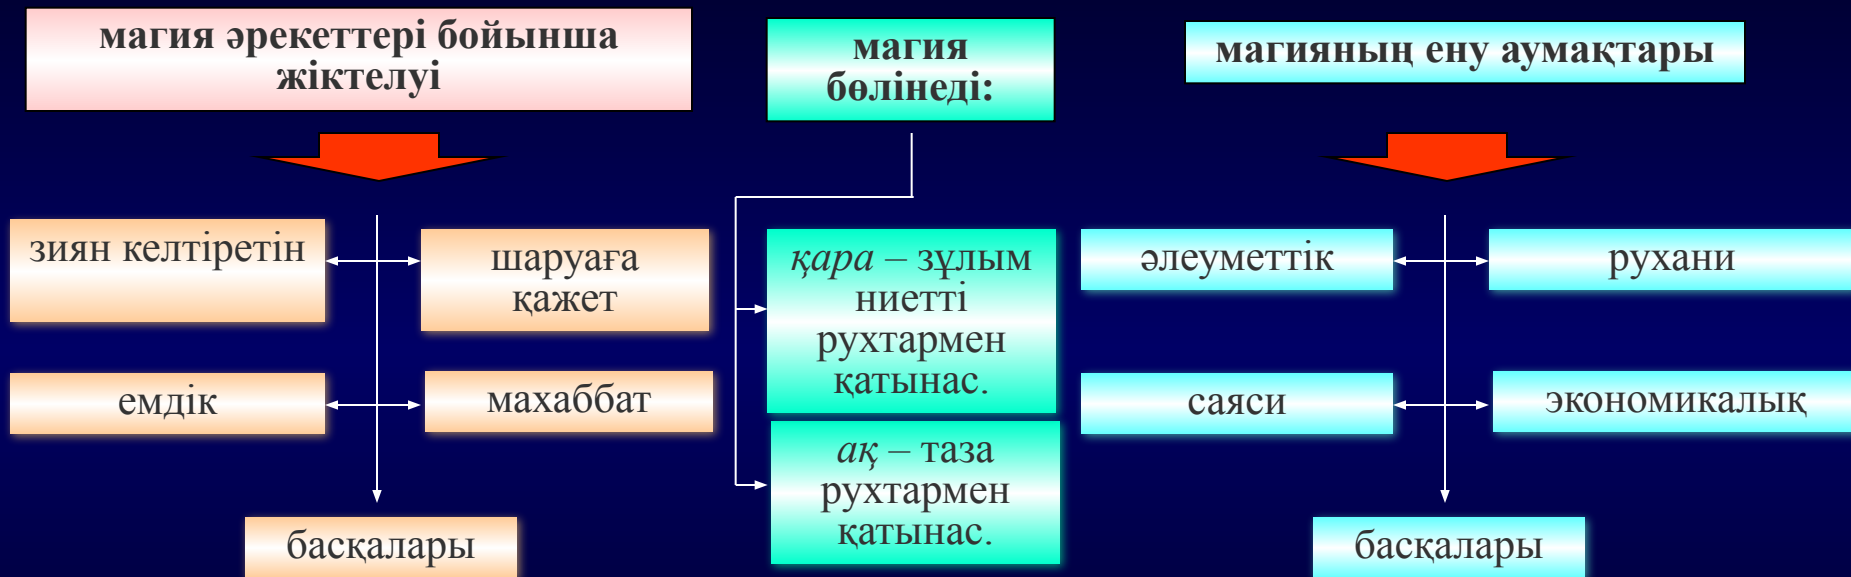 магия әрекеттері бойынша
жіктелуі
зиян келтіретін
шаруаға
қажет
емдік
махаббат
басқалары
магия
бөлінеді:
қара – зұлым
ниетті
рухтармен
қатынас.
ақ – таза
рухтармен
қатынас.
магияның ену аумақтары
әлеуметтік
рухани
саяси
экономикалық
басқалары